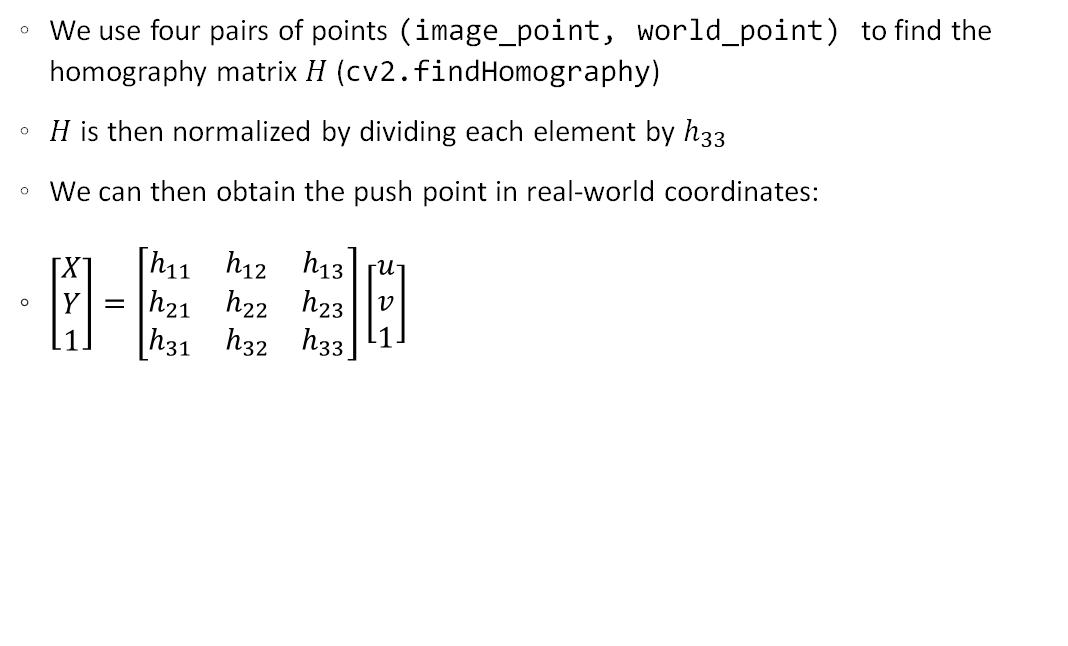 ◦ We use four pairs of points (image_point, world_point) to find the
homography matrix H (cv2.findHomography)
◦ H is then normalized by dividing each element by h₃₃
◦ We can then obtain the push point in real-world coordinates:
◦ [X Y 1] = [h₁₁ h₁₂ h₁₃; h₂₁ h₂₂ h₂₃; h₃₁ h₃₂ h₃₃] [u v 1]